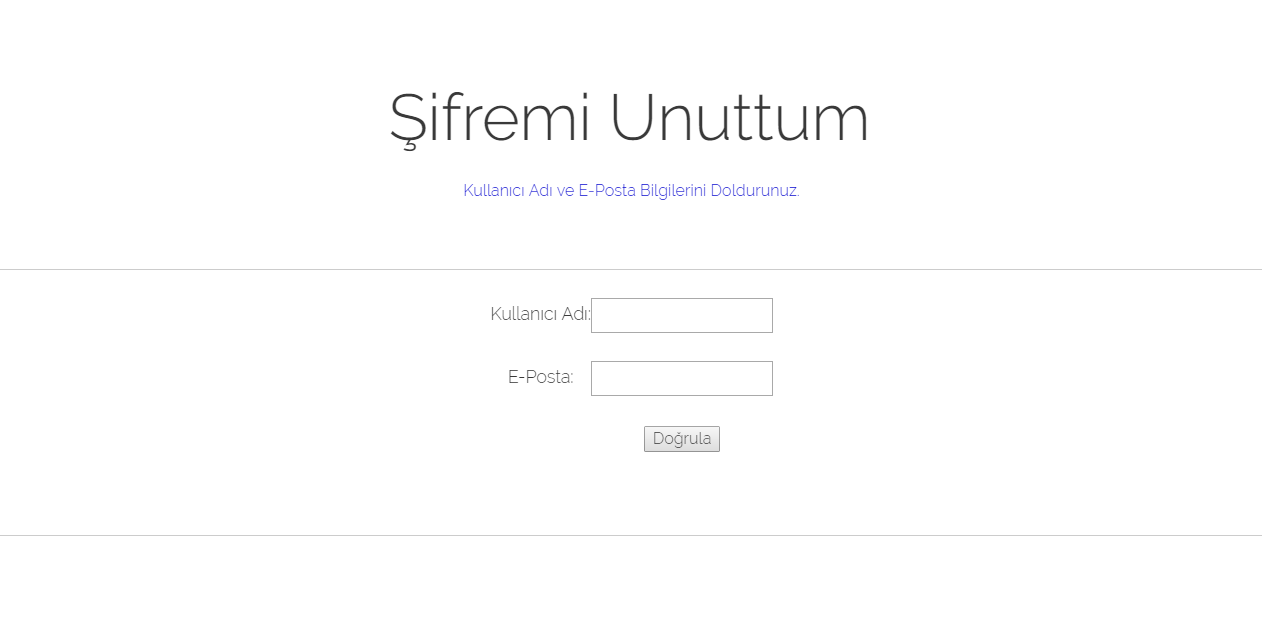 Şifremi Unuttum
Kullanıcı Adı ve E-Posta Bilgilerini Doldurunuz.
Kullanıcı Adı:
E-Posta:
Doğrula